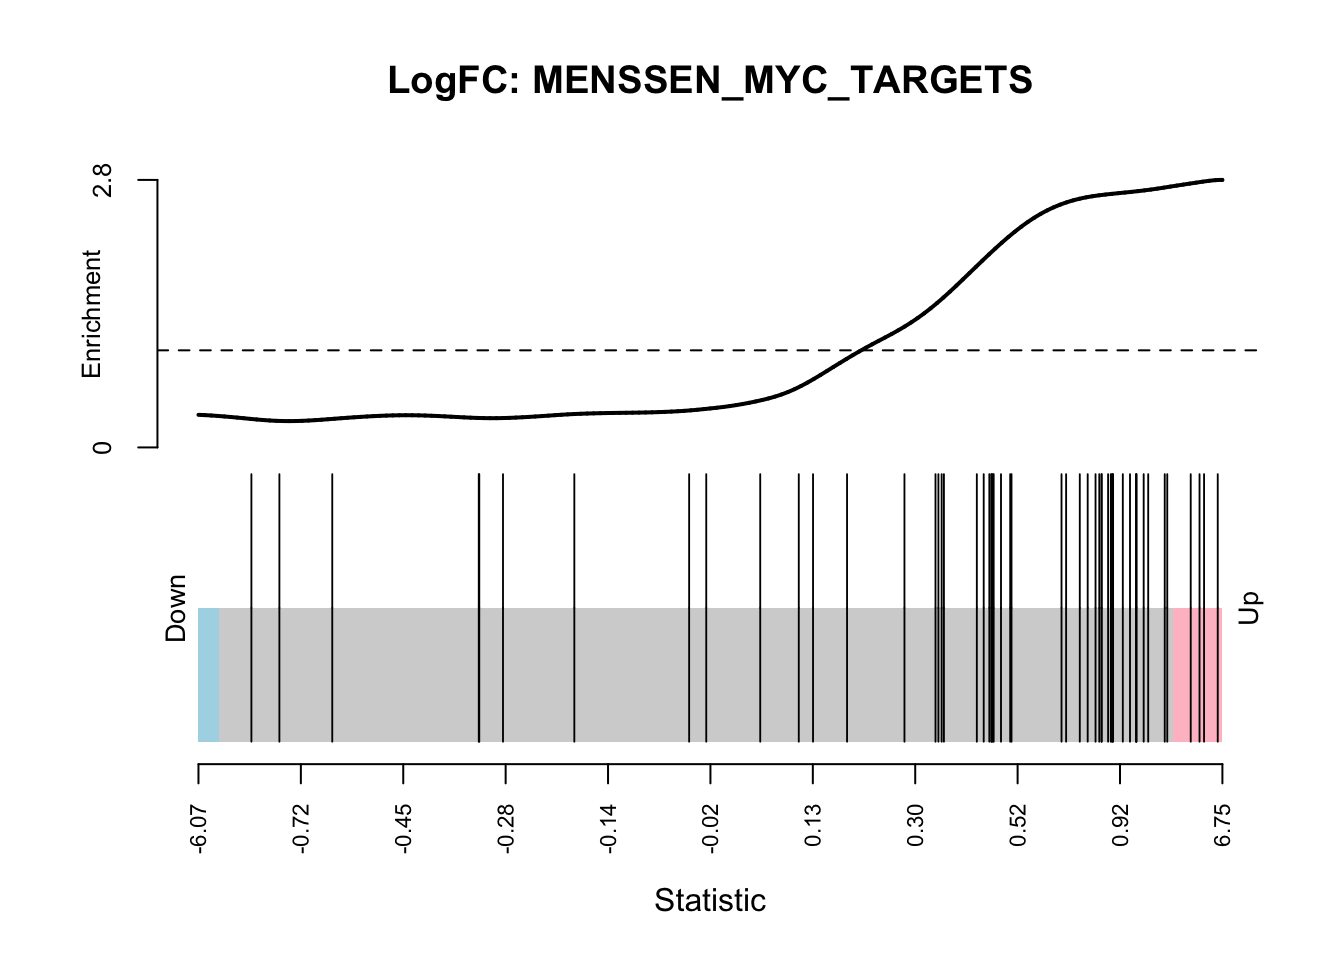 LogFC: MENSSEN_MYC_TARGETS
2.8
Enrichment
0
Down
Up
-6.07
-0.72
-0.45
-0.28
-0.14
-0.02
0.13
0.30
0.52
0.92
6.75
Statistic